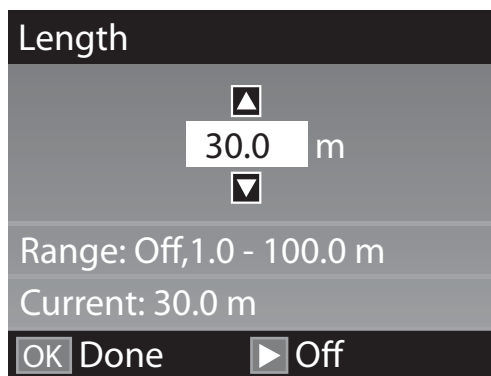 Length
30.0 m
Range: Off,1.0 - 100.0 m
Current: 30.0 m
OK Done Off